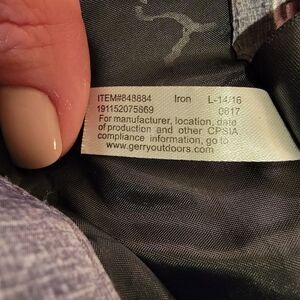 ITEM#848884 Iron L-14/16
191152075869 0817
For manufacturer, location, date
of production and other CPSIA
compliance information, go to
www.gerryoutdoors.com